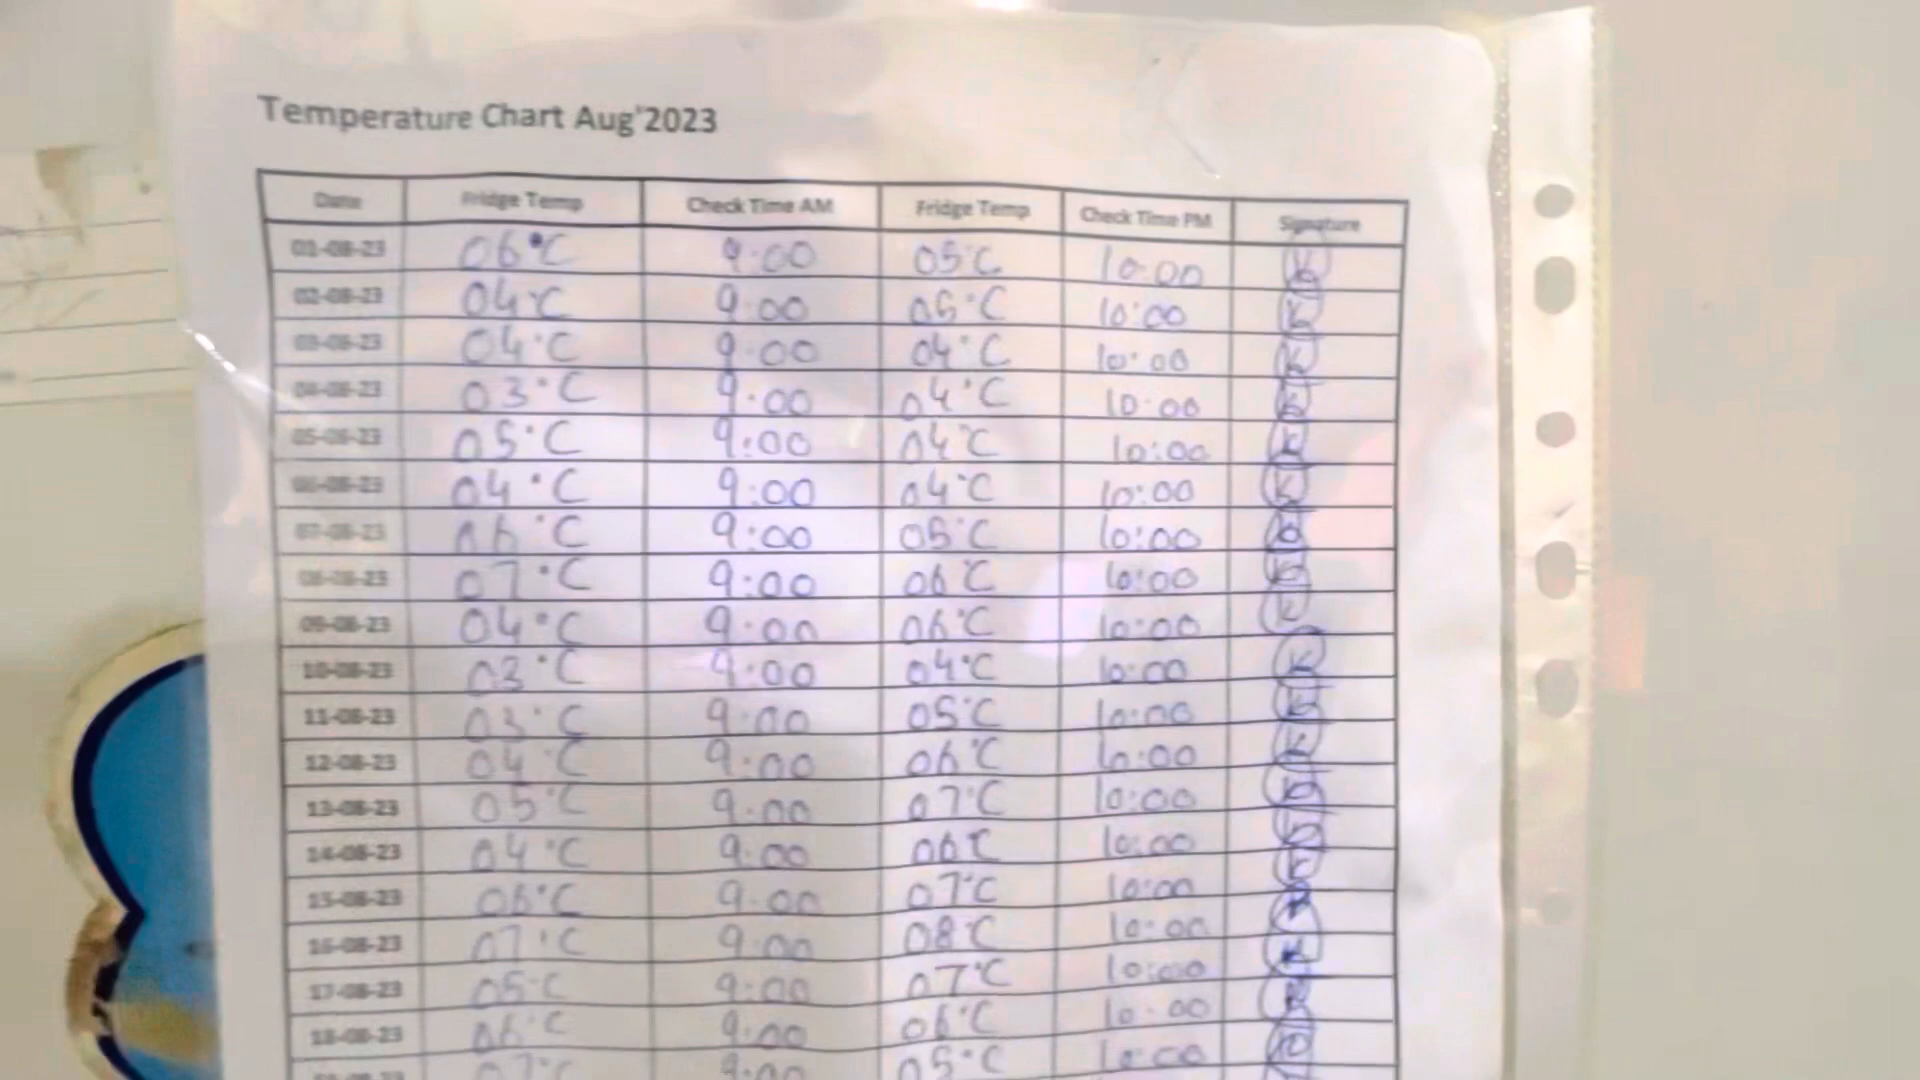 Temperature Chart Aug'2023
Date Fridge Temp Check Time AM Fridge Temp Check Time PM Signature
01-08-23 06°C 9:00 05°C 10:00
02-08-23 04°C 9:00 05°C 10:00
03-08-23 04°C 9:00 04°C 10:00
04-08-23 03°C 9:00 04°C 10:00
05-08-23 05°C 9:00 04°C 10:00
06-08-23 04°C 9:00 04°C 10:00
07-08-23 06°C 9:00 05°C 10:00
08-08-23 07°C 9:00 06°C 10:00
09-08-23 04°C 9:00 06°C 10:00
10-08-23 03°C 9:00 04°C 10:00
11-08-23 03°C 9:00 05°C 10:00
12-08-23 04°C 9:00 06°C 10:00
13-08-23 05°C 9:00 07°C 10:00
14-08-23 04°C 9:00 06°C 10:00
15-08-23 06°C 9:00 07°C 10:00
16-08-23 07°C 9:00 08°C 10:00
17-08-23 05°C 9:00 07°C 10:00
18-08-23 06°C 9:00 06°C 10:00
07°C 9:00 05°C 10:00